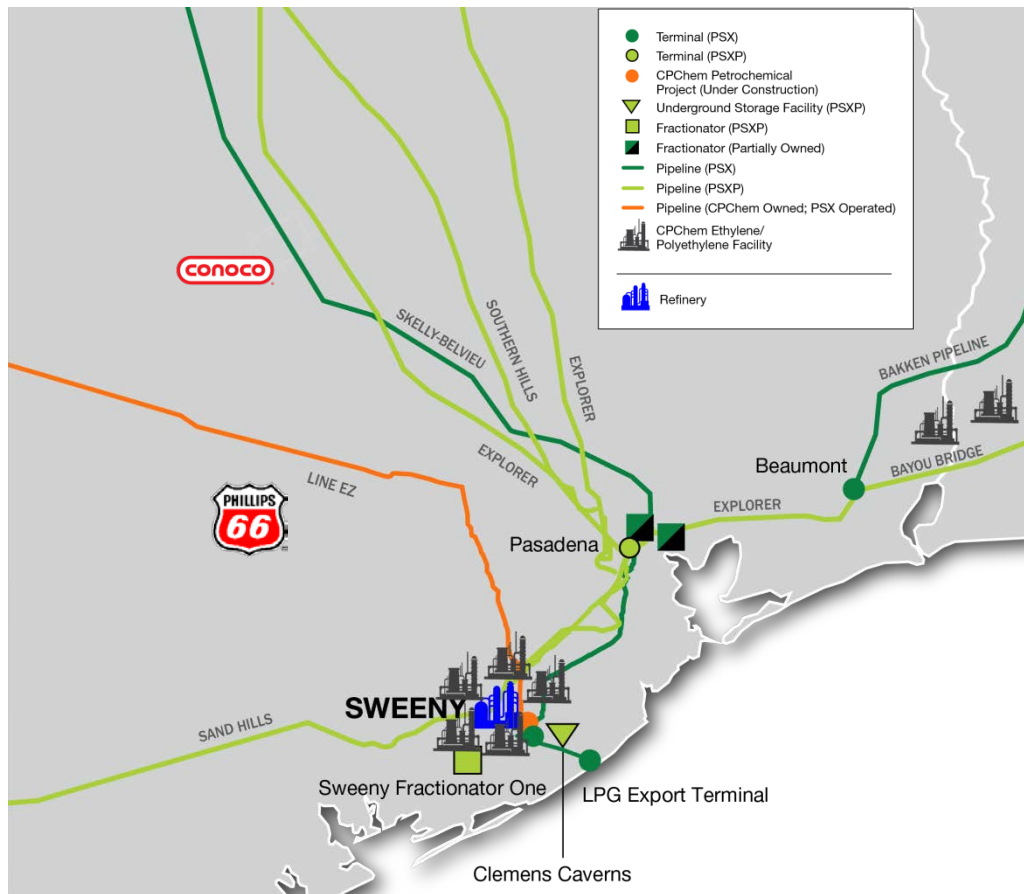 Terminal (PSX)
Terminal (PSXP)
CPChem Petrochemical
Project (Under Construction)
Underground Storage Facility (PSXP)
Fractionator (PSXP)
Fractionator (Partially Owned)
Pipeline (PSX)
Pipeline (PSXP)
Pipeline (CPChem Owned; PSX Operated)
CPChem Ethylene/
Polyethylene Facility
Refinery
conoco
SKELLY-BELVIEU
SOUTHERN HILLS
EXPLORER
BAKKEN PIPELINE
EXPLORER
Beaumont
BAYOU BRIDGE
LINE EZ
EXPLORER
PHILLIPS
66
Pasadena
SWEENY
SAND HILLS
Sweeny Fractionator One
LPG Export Terminal
Clemens Caverns